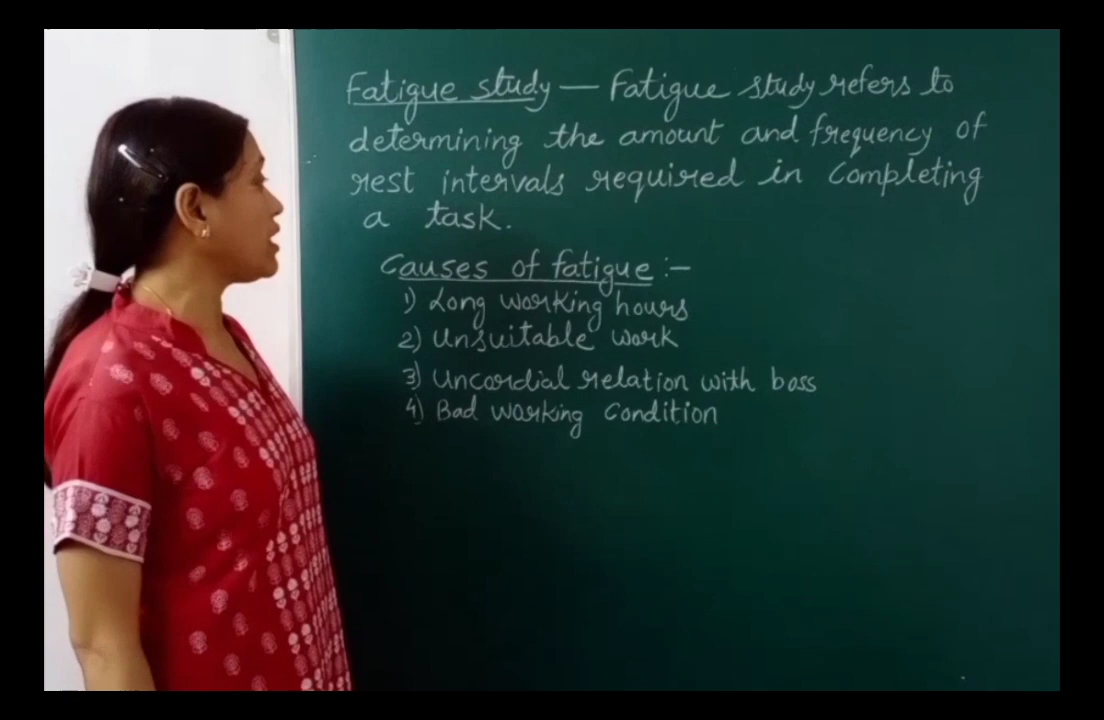 Fatigue study — Fatigue study refers to
determining the amount and frequency of
rest intervals required in completing
a task.
Causes of fatigue :-
1) Long working hours
2) Unsuitable work
3) Uncordial relation with boss
4) Bad working condition